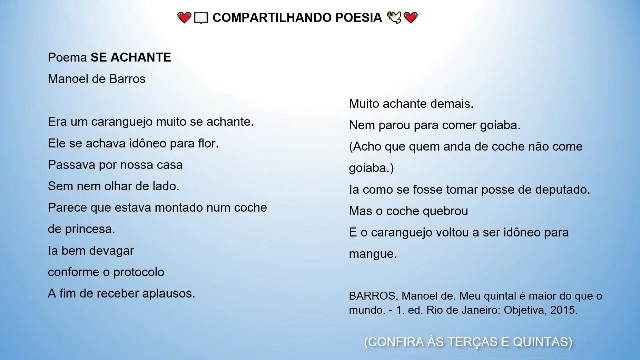 ❤️📖 COMPARTILHANDO POESIA 🕊️❤️
Poema SE ACHANTE
Manoel de Barros
Era um caranguejo muito se achante.
Ele se achava idôneo para flor.
Passava por nossa casa
Sem nem olhar de lado.
Parece que estava montado num coche
de princesa.
Ia bem devagar
conforme o protocolo
A fim de receber aplausos.
Muito achante demais.
Nem parou para comer goiaba.
(Acho que quem anda de coche não come
goiaba.)
Ia como se fosse tomar posse de deputado.
Mas o coche quebrou
E o caranguejo voltou a ser idôneo para
mangue.
BARROS, Manoel de. Meu quintal é maior do que o
mundo. - 1. ed. Rio de Janeiro: Objetiva, 2015.
(CONFIRA ÀS TERÇAS E QUINTAS)